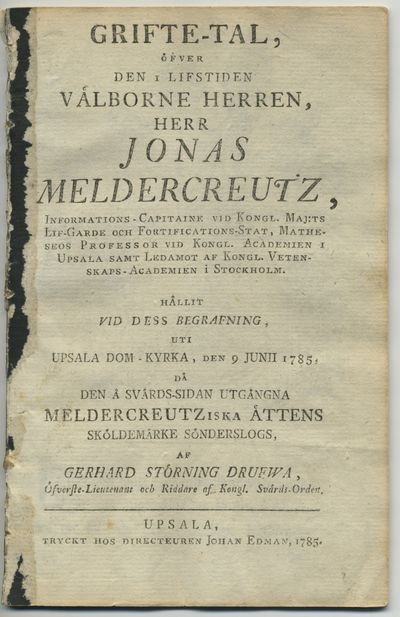 GRIFTE-TAL,
ÖFVER
DEN I LIFSTIDEN
VÅLBORNE HERREN,
HERR
JONAS
MELDERCREUTZ,
INFORMATIONS-CAPITAINE VID KONGL. MAJ:TS
LIF-GARDE OCH FORTIFICATIONS-STAT, MATHE-
SEOS PROFESSOR VID KONGL. ACADEMIEN I
UPSALA SAMT LEDAMOT AF KONGL. VETEN-
SKAPS-ACADEMIEN i STOCKHOLM.
HÅLLIT
VID DESS BEGRAFNING,
UTI
UPSALA DOM-KYRKA, DEN 9 JUNII 1785,
DÅ
DEN Å SVÅRDS-SIDAN UTGÅNGNA
MELDERCREUTZISKA ÅTTENS
SKÖLDEMÅRKE SÖNDERSLOGS,
AF
GERHARD STÖRNING DRUFWA,
Öfverste-Lieutenant och Riddare af Kongl. Svårds-Orden.
UPSALA,
TRYCKT HOS DIRECTEUREN JOHAN EDMAN, 1785.